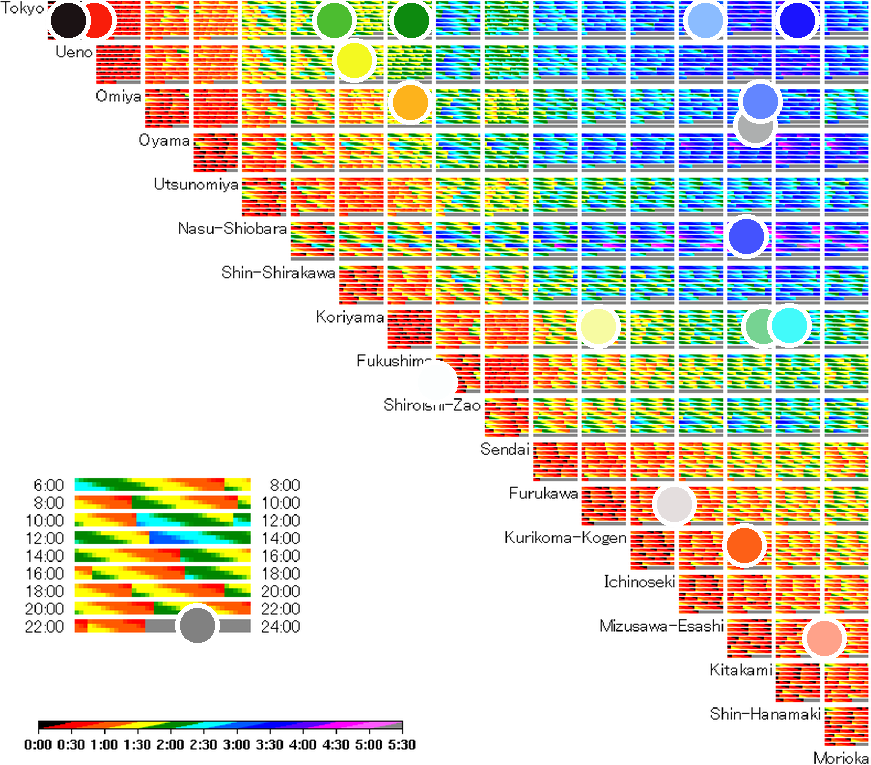 Tokyo
Ueno
Omiya
Oyama
Utsunomiya
Nasu-Shiobara
Shin-Shirakawa
Koriyama
Fukushima
Shiroishi-Zao
Sendai
Furukawa
Kurikoma-Kogen
Ichinoseki
Mizusawa-Esashi
Kitakami
Shin-Hanamaki
Morioka
6:00 8:00
8:00 10:00
10:00 12:00
12:00 14:00
14:00 16:00
16:00 18:00
18:00 20:00
20:00 22:00
22:00 24:00
0:00 0:30 1:00 1:30 2:00 2:30 3:00 3:30 4:00 4:30 5:00 5:30